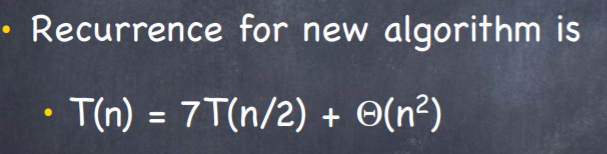 • Recurrence for new algorithm is
• T(n) = 7T(n/2) + Θ(n²)